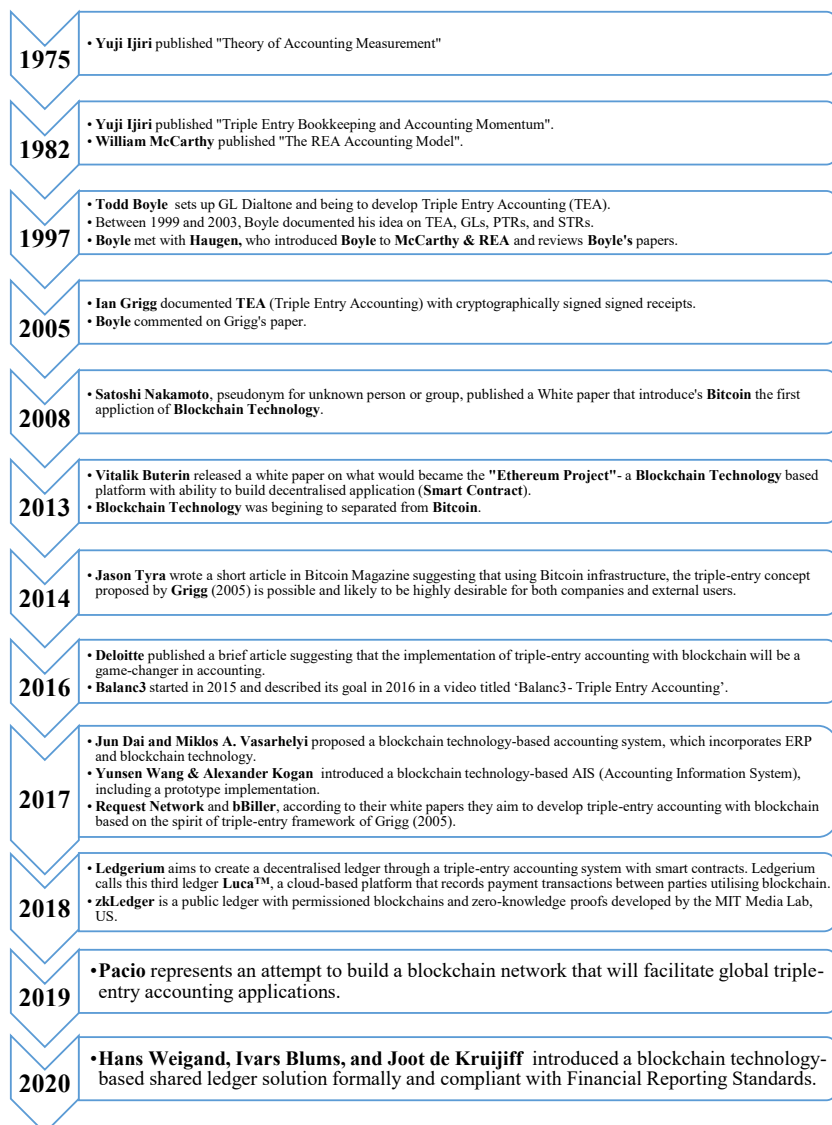 1975
• Yuji Ijiri published "Theory of Accounting Measurement"
1982
• Yuji Ijiri published "Triple Entry Bookkeeping and Accounting Momentum".
• William McCarthy published "The REA Accounting Model".
1997
• Todd Boyle sets up GL Dialtone and being to develop Triple Entry Accounting (TEA).
• Between 1999 and 2003, Boyle documented his idea on TEA, GLs, PTRs, and STRs.
• Boyle met with Haugen, who introduced Boyle to McCarthy & REA and reviews Boyle's papers.
2005
• Ian Grigg documented TEA (Triple Entry Accounting) with cryptographically signed signed receipts.
• Boyle commented on Grigg's paper.
2008
• Satoshi Nakamoto, pseudonym for unknown person or group, published a White paper that introduce's Bitcoin the first
appliction of Blockchain Technology.
2013
• Vitalik Buterin released a white paper on what would became the "Ethereum Project"- a Blockchain Technology based
platform with ability to build decentralised application (Smart Contract).
• Blockchain Technology was begining to separated from Bitcoin.
2014
• Jason Tyra wrote a short article in Bitcoin Magazine suggesting that using Bitcoin infrastructure, the triple-entry concept
proposed by Grigg (2005) is possible and likely to be highly desirable for both companies and external users.
2016
• Deloitte published a brief article suggesting that the implementation of triple-entry accounting with blockchain will be a
game-changer in accounting.
• Balanc3 started in 2015 and described its goal in 2016 in a video titled ‘Balanc3- Triple Entry Accounting’.
2017
• Jun Dai and Miklos A. Vasarhelyi proposed a blockchain technology-based accounting system, which incorporates ERP
and blockchain technology.
• Yunsen Wang & Alexander Kogan introduced a blockchain technology-based AIS (Accounting Information System),
including a prototype implementation.
• Request Network and bBiller, according to their white papers they aim to develop triple-entry accounting with blockchain
based on the spirit of triple-entry framework of Grigg (2005).
2018
• Ledgerium aims to create a decentralised ledger through a triple-entry accounting system with smart contracts. Ledgerium
calls this third ledger Luca™, a cloud-based platform that records payment transactions between parties utilising blockchain.
• zkLedger is a public ledger with permissioned blockchains and zero-knowledge proofs developed by the MIT Media Lab,
US.
2019
•Pacio represents an attempt to build a blockchain network that will facilitate global triple-
entry accounting applications.
2020
•Hans Weigand, Ivars Blums, and Joot de Kruijiff introduced a blockchain technology-
based shared ledger solution formally and compliant with Financial Reporting Standards.